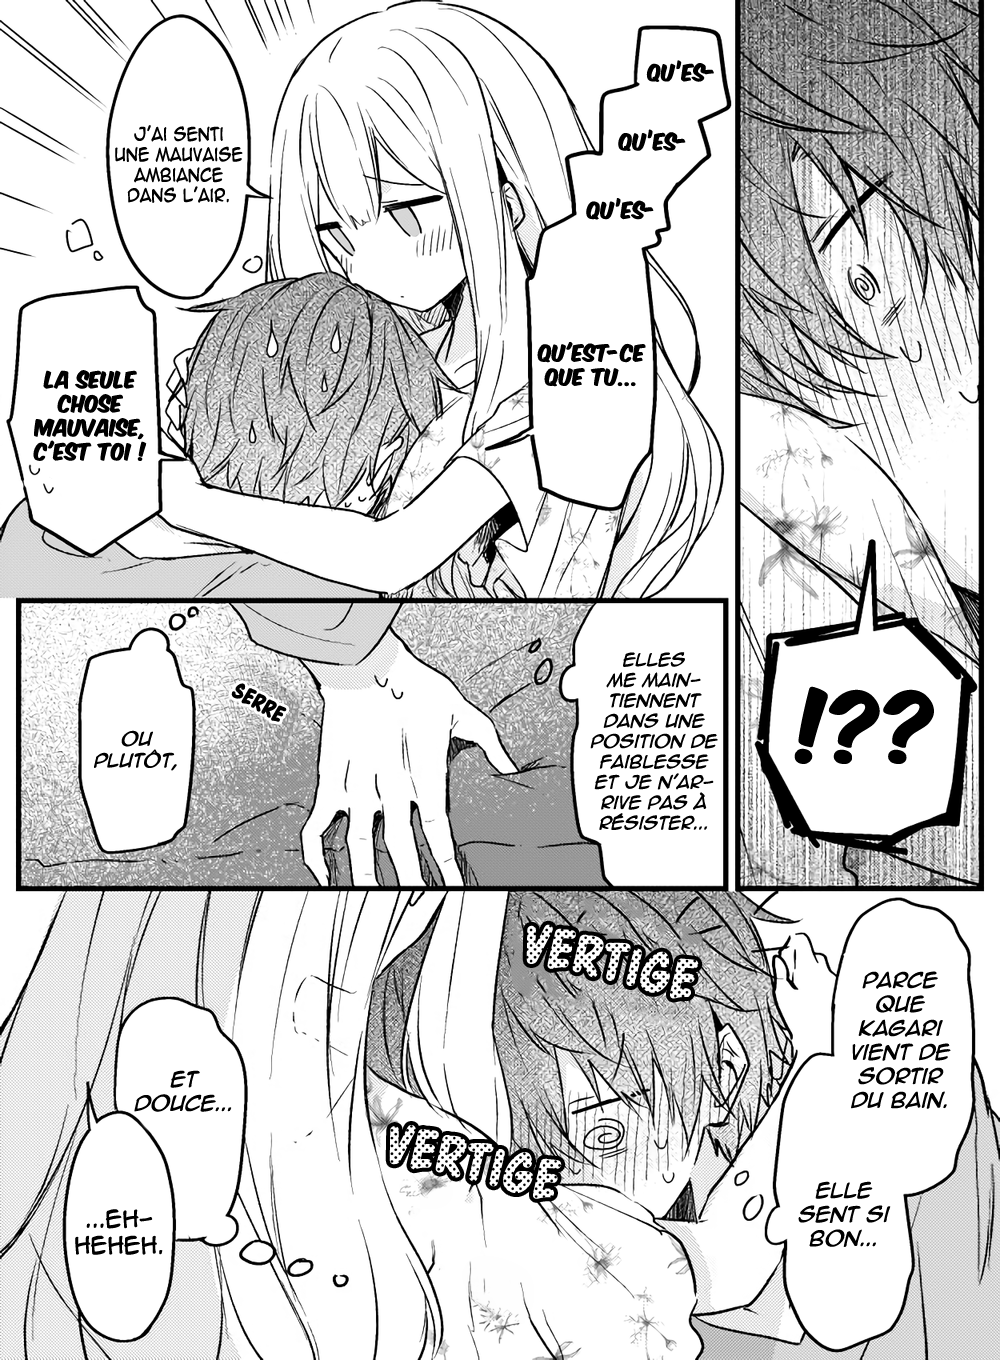 !??
QU'ES-
QU'ES-
QU'ES-
QU'EST-CE
QUE TU...
J'AI SENTI
UNE MAUVAISE
AMBIANCE
DANS L'AIR.
LA SEULE
CHOSE
MAUVAISE,
C'EST TOI !
ELLES
ME MAIN-
TIENNENT
DANS UNE
POSITION DE
FAIBLESSE
ET JE N'AR-
RIVE PAS À
RÉSISTER...
SERRE
OU
PLUTÔT,
PARCE
QUE
KAGARI
VIENT DE
SORTIR
DU BAIN.
ELLE
SENT SI
BON...
VERTIGE
VERTIGE
ET
DOUCE...
...EH-
HEHEH.